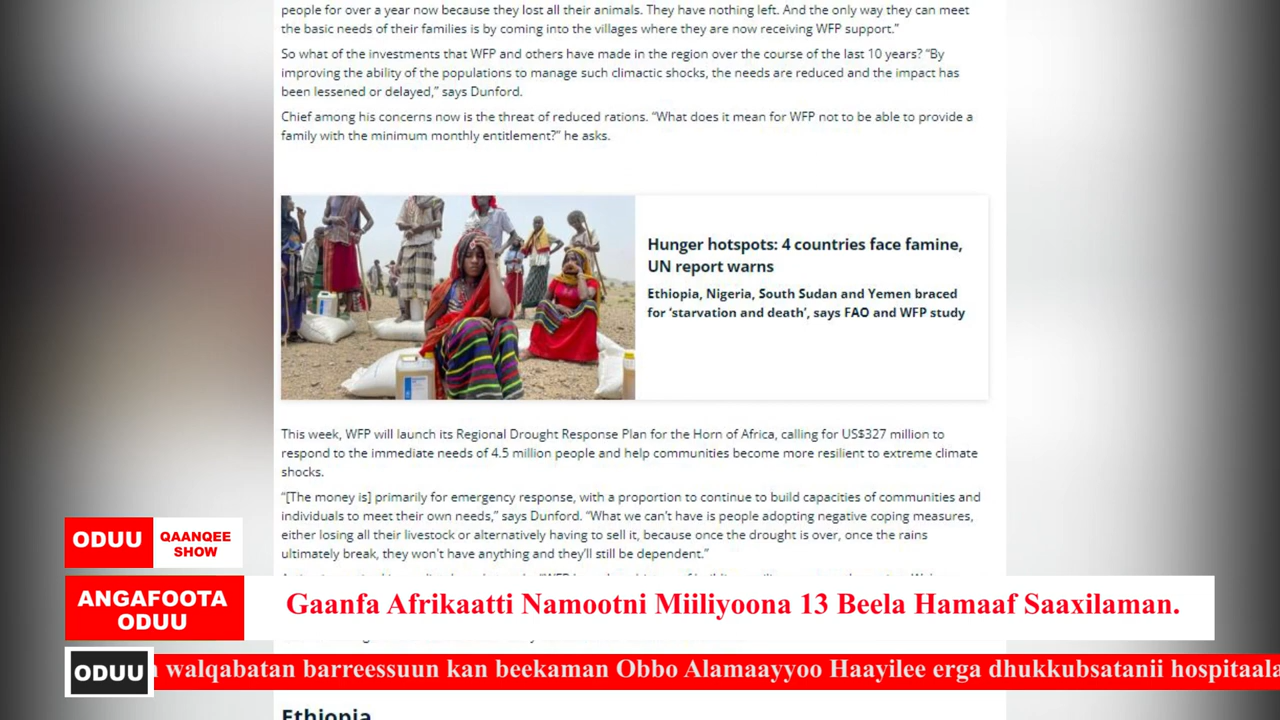 people for over a year now because they lost all their animals. They have nothing left. And the only way they can meet
the basic needs of their families is by coming into the villages where they are now receiving WFP support.”
So what of the investments that WFP and others have made in the region over the course of the last 10 years? “By
improving the ability of the populations to manage such climactic shocks, the needs are reduced and the impact has
been lessened or delayed,” says Dunford.
Chief among his concerns now is the threat of reduced rations. “What does it mean for WFP not to be able to provide a
family with the minimum monthly entitlement?” he asks.
Hunger hotspots: 4 countries face famine,
UN report warns
Ethiopia, Nigeria, South Sudan and Yemen braced
for ‘starvation and death’, says FAO and WFP study
This week, WFP will launch its Regional Drought Response Plan for the Horn of Africa, calling for US$327 million to
respond to the immediate needs of 4.5 million people and help communities become more resilient to extreme climate
shocks.
“[The money is] primarily for emergency response, with a proportion to continue to build capacities of communities and
individuals to meet their own needs,” says Dunford. “What we can’t have is people adopting negative coping measures,
either losing all their livestock or alternatively having to sell it, because once the drought is over, once the rains
ultimately break, they won't have anything and they’ll still be dependent.”
ODUU QAANQEE
SHOW
ANGAFOOTA
ODUU
Gaanfa Afrikaatti Namootni Miiliyoona 13 Beela Hamaaf Saaxilaman.
ODUU
walqabatan barreessuun kan beekaman Obbo Alamaayyoo Haayilee erga dhukkubsatanii hospitaala
Ethiopia